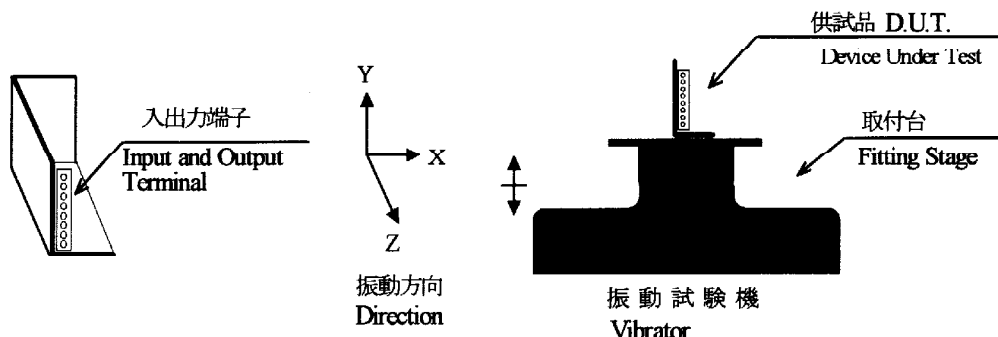 入出力端子
Input and Output
Terminal
Y
X
Z
振動方向
Direction
供試品 D.U.T.
Device Under Test
取付台
Fitting Stage
振動試験機
Vibrator